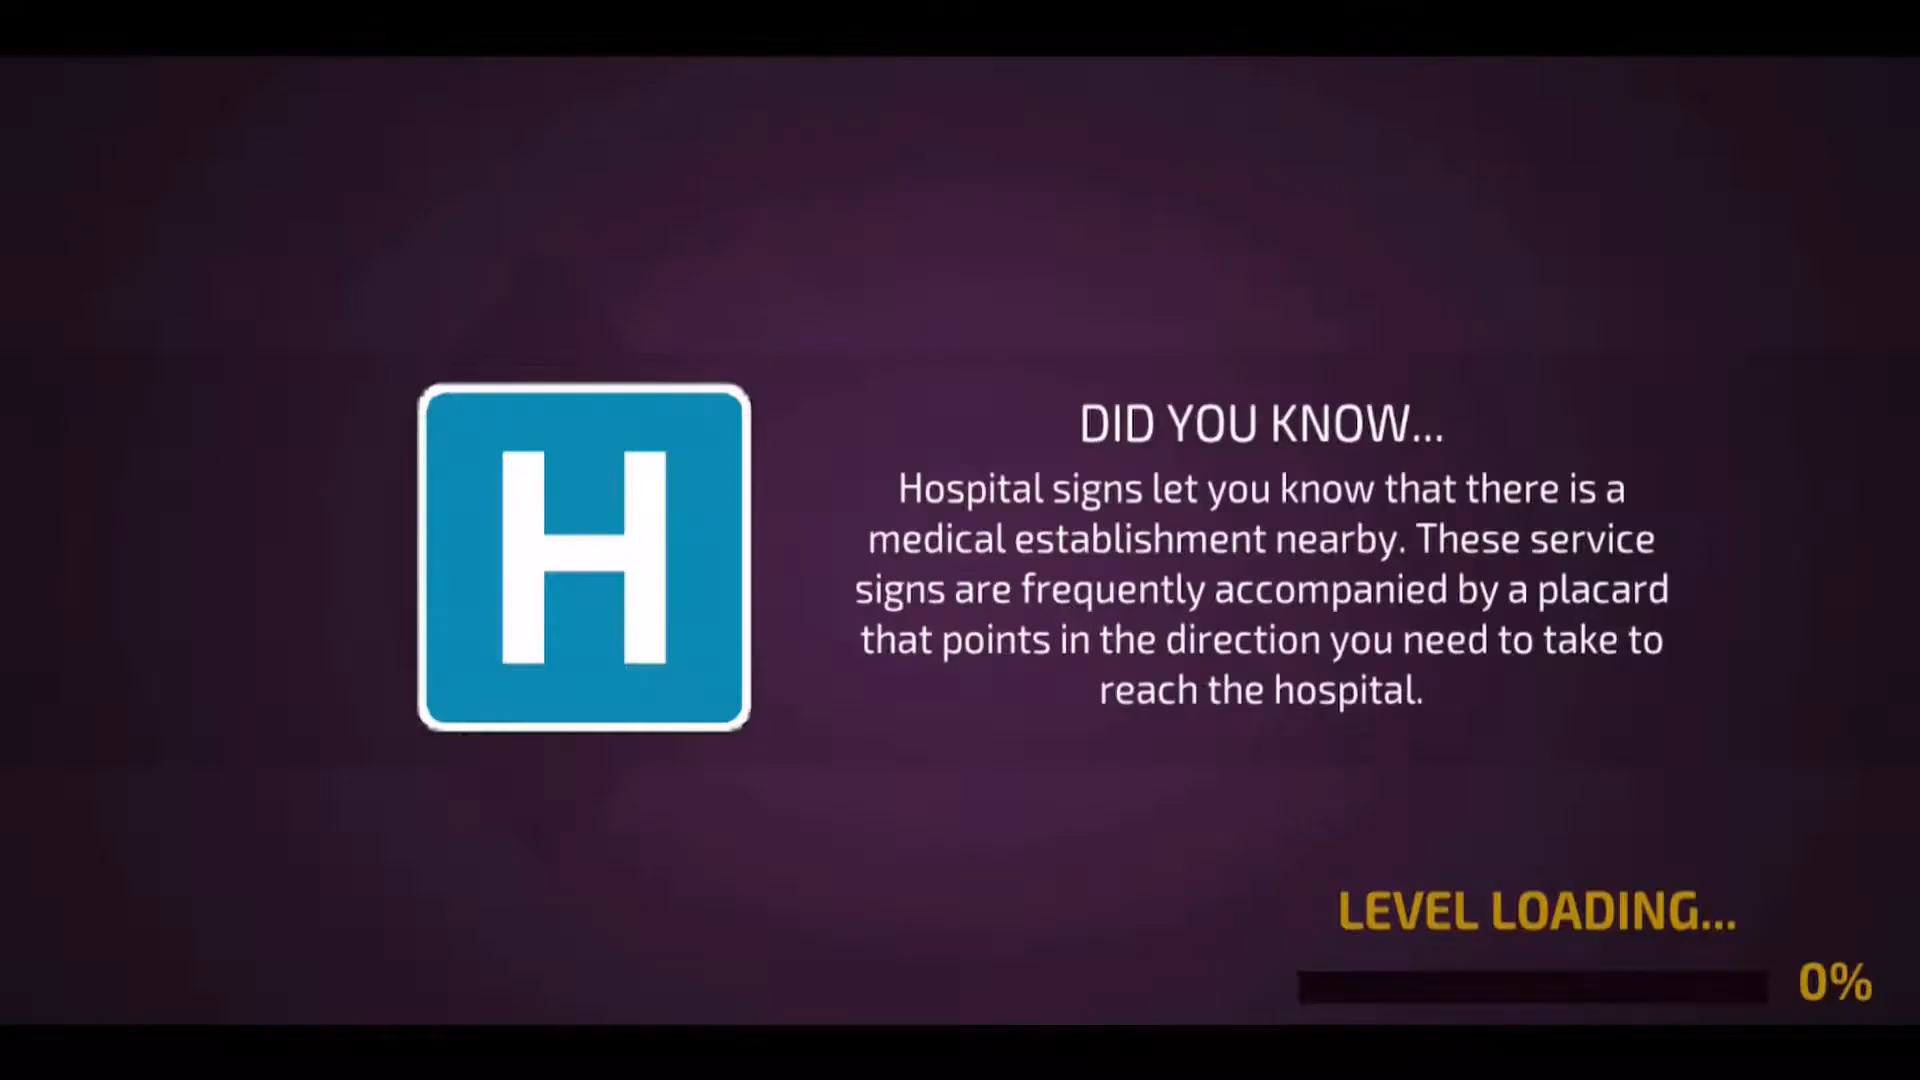 H
DID YOU KNOW...
Hospital signs let you know that there is a
medical establishment nearby. These service
signs are frequently accompanied by a placard
that points in the direction you need to take to
reach the hospital.
LEVEL LOADING...
0%